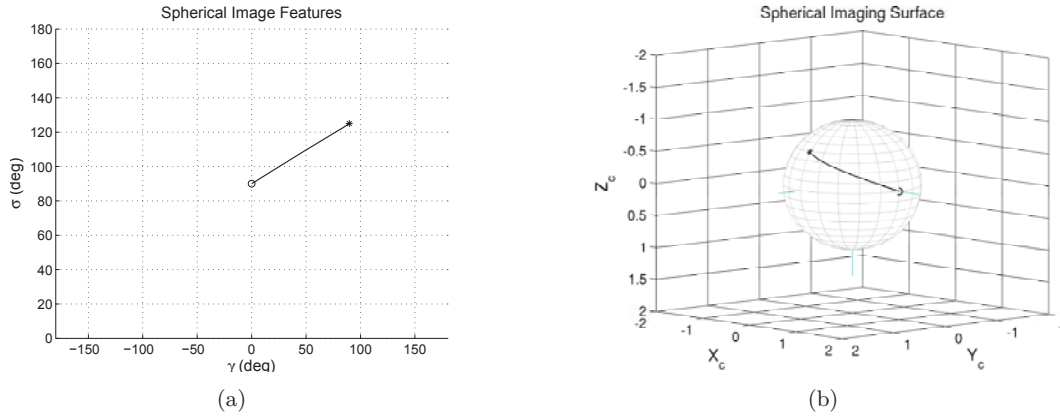 Spherical Image Features
180
160
140
120
100
80
60
40
20
0
σ (deg)
−150 −100 −50 0 50 100 150
γ (deg)
(a)
Spherical Imaging Surface
-2
-1.5
-1
-0.5
0
0.5
1
1.5
2
Z_c
-2 -1 0 1 2
X_c
2 1 0 -1
Y_c
(b)